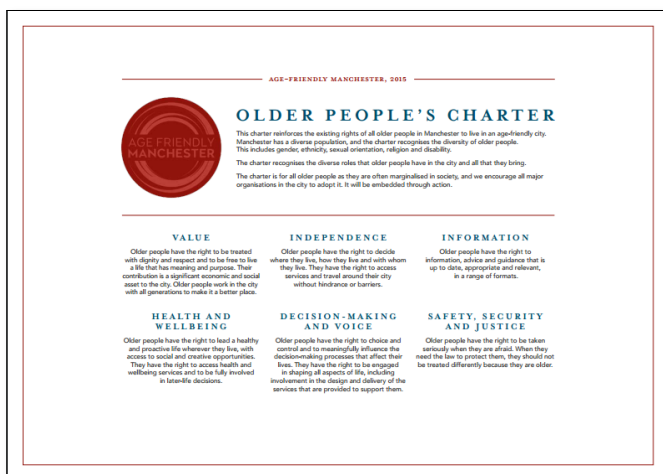 AGE-FRIENDLY MANCHESTER, 2015
AGE FRIENDLY
MANCHESTER
OLDER PEOPLE'S CHARTER
This charter reinforces the existing rights of all older people in Manchester to live in an age-friendly city.
Manchester has a diverse population, and the charter recognises the diversity of older people.
This includes gender, ethnicity, sexual orientation, religion and disability.
The charter recognises the diverse roles that older people have in the city and all that they bring.
The charter is for all older people as they are often marginalised in society, and we encourage all major
organisations in the city to adopt it. It will be embedded through action.
VALUE
Older people have the right to be treated
with dignity and respect and to be free to live
a life that has meaning and purpose. Their
contribution is a significant economic and social
asset to the city. Older people work in the city
with all generations to make it a better place.
INDEPENDENCE
Older people have the right to decide
where they live, how they live and with whom
they live. They have the right to access
services and travel around their city
without hindrance or barriers.
INFORMATION
Older people have the right to
information, advice and guidance that is
up to date, appropriate and relevant,
in a range of formats.
HEALTH AND
WELLBEING
Older people have the right to lead a healthy
and proactive life wherever they live, with
access to social and creative opportunities.
They have the right to access health and
wellbeing services and to be fully involved
in later-life decisions.
DECISION-MAKING
AND VOICE
Older people have the right to choice and
control and to meaningfully influence the
decision-making processes that affect their
lives. They have the right to be engaged
in shaping all aspects of life, including
involvement in the design and delivery of the
services that are provided to support them.
SAFETY, SECURITY
AND JUSTICE
Older people have the right to be taken
seriously when they are afraid. When they
need the law to protect them, they should not
be treated differently because they are older.